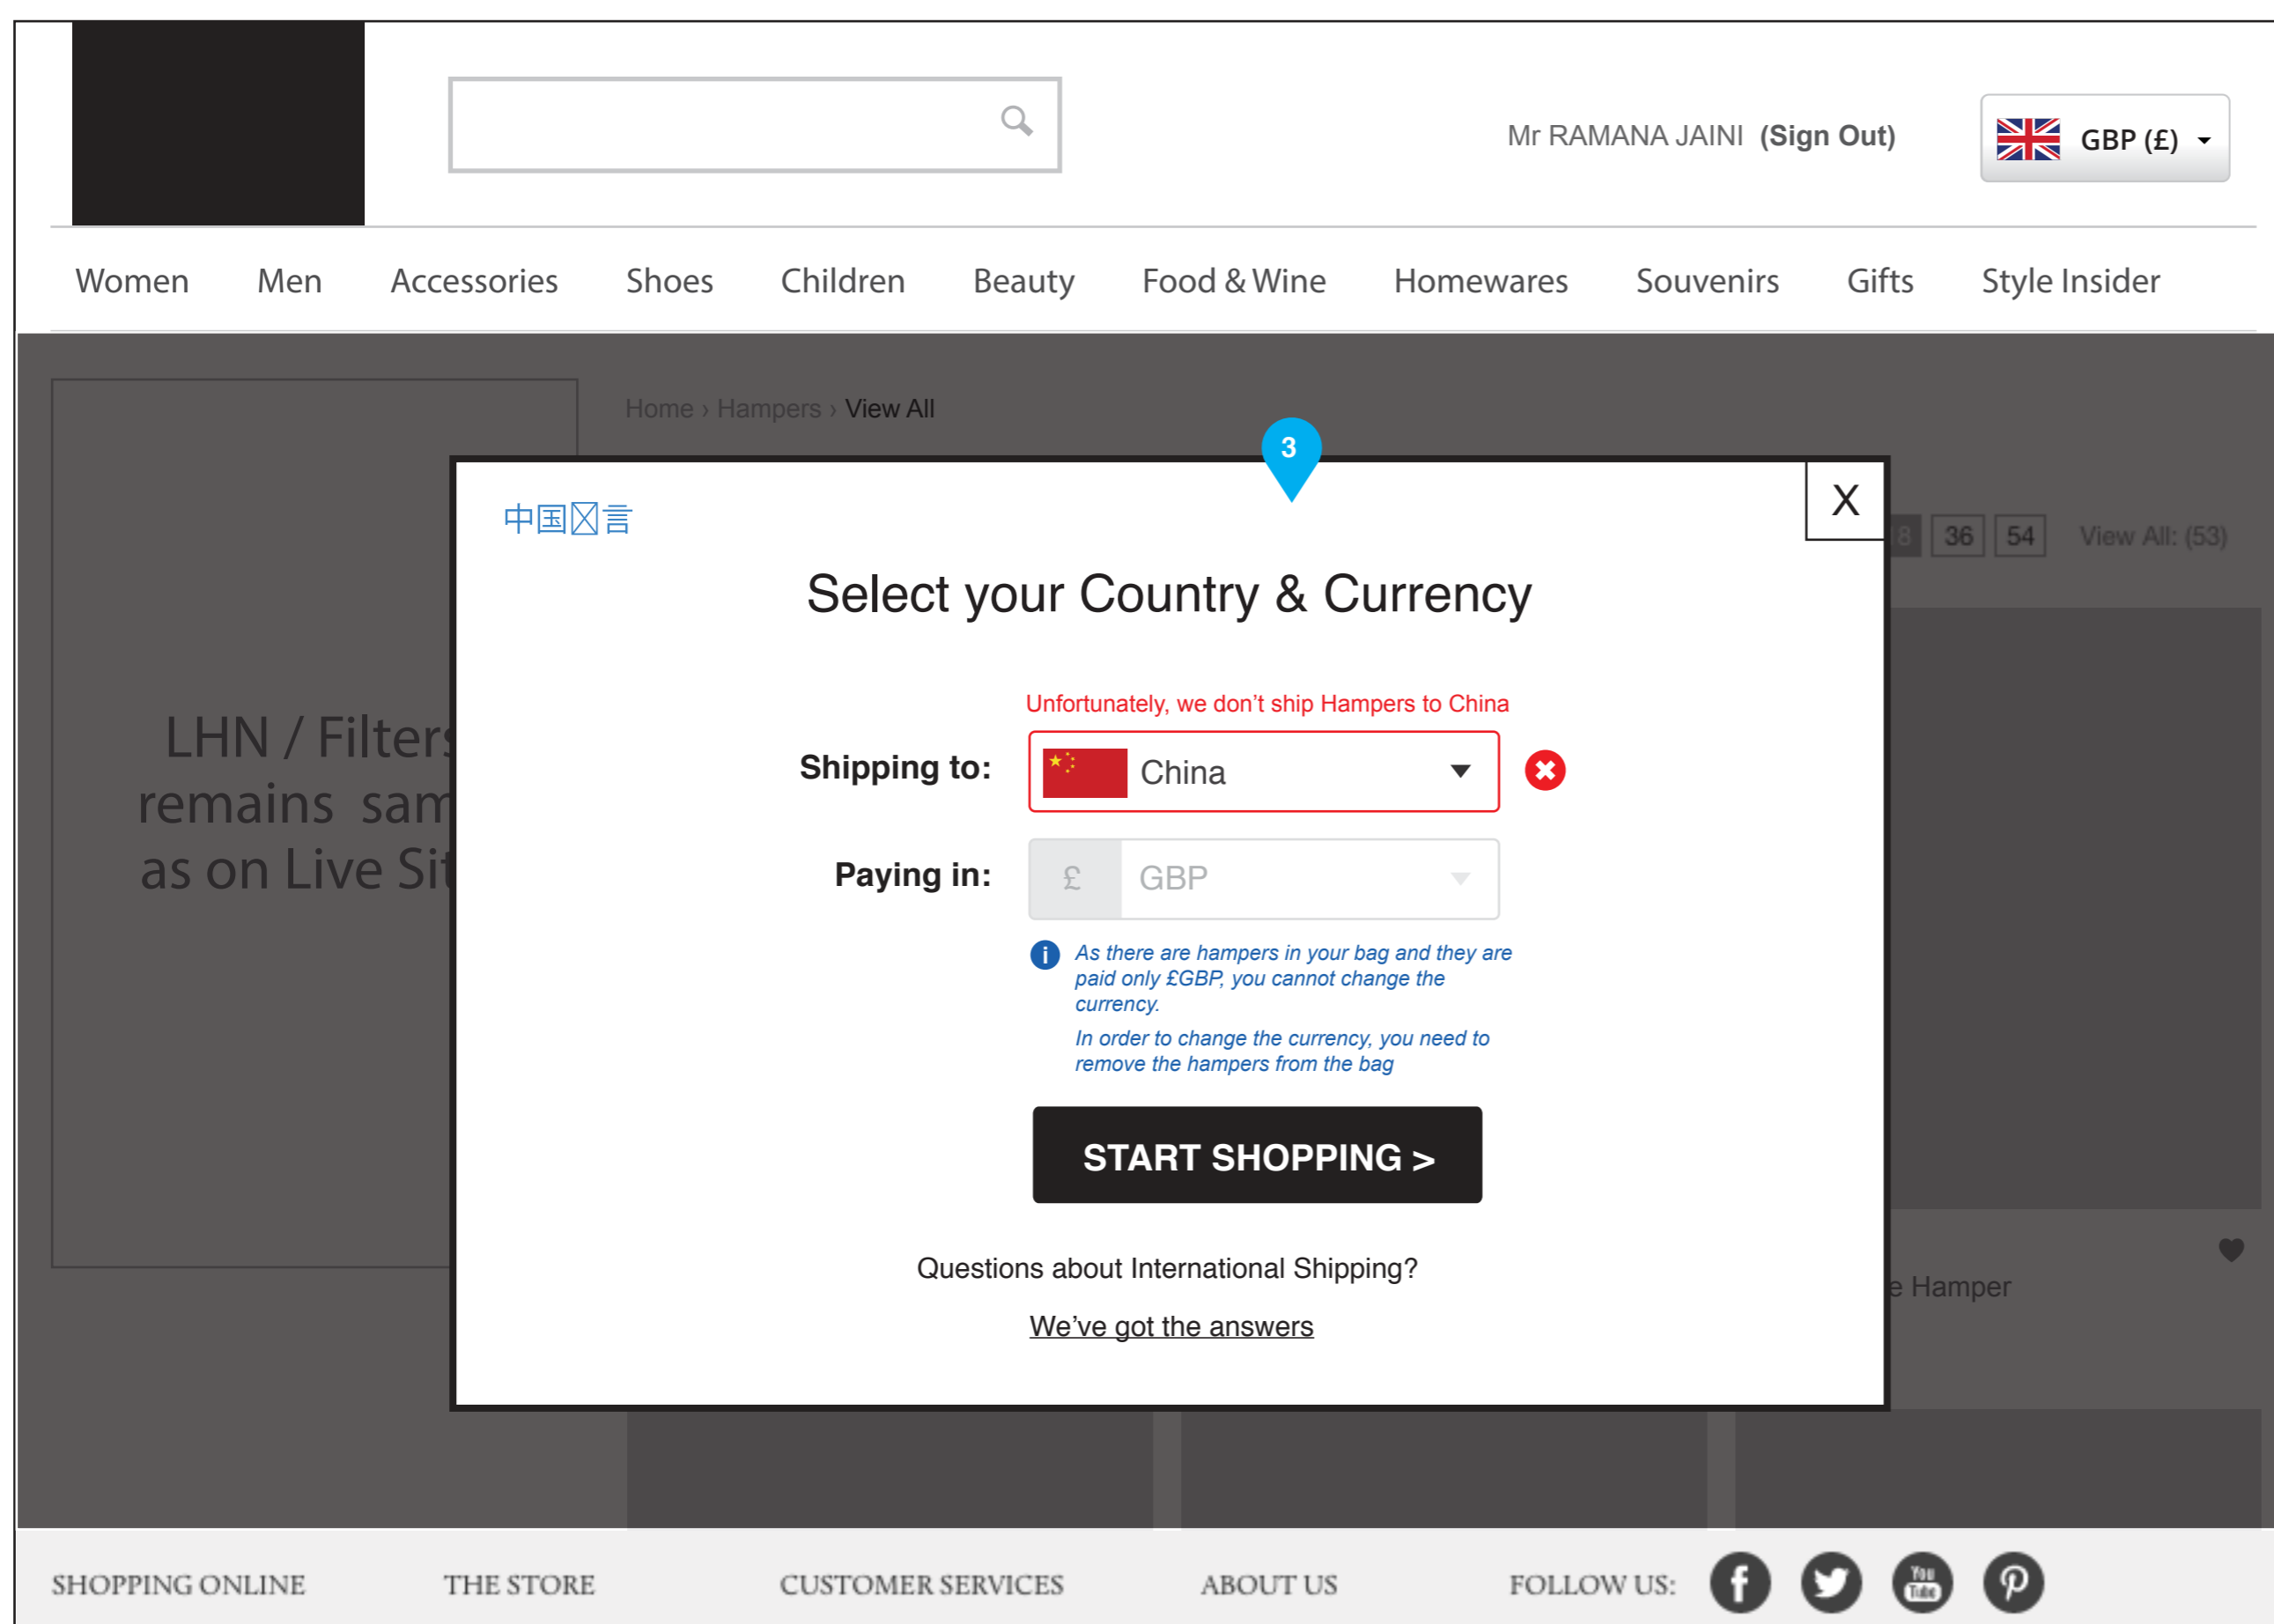 Mr RAMANA JAINI (Sign Out)
GBP (£)
Women Men Accessories Shoes Children Beauty Food & Wine Homewares Souvenirs Gifts Style Insider
Home › Hampers › View All
3
中国言
X
36 54 View All: (53)
Select your Country & Currency
LHN / Filters
remains
as on Live
Unfortunately, we don't ship Hampers to China
Shipping to: China
Paying in: £ GBP
i As there are hampers in your bag and they are
paid only £GBP, you cannot change the
currency.
In order to change the currency, you need to
remove the hampers from the bag
START SHOPPING >
Questions about International Shipping?
We've got the answers
Hamper
SHOPPING ONLINE THE STORE CUSTOMER SERVICES ABOUT US FOLLOW US: f You Tube